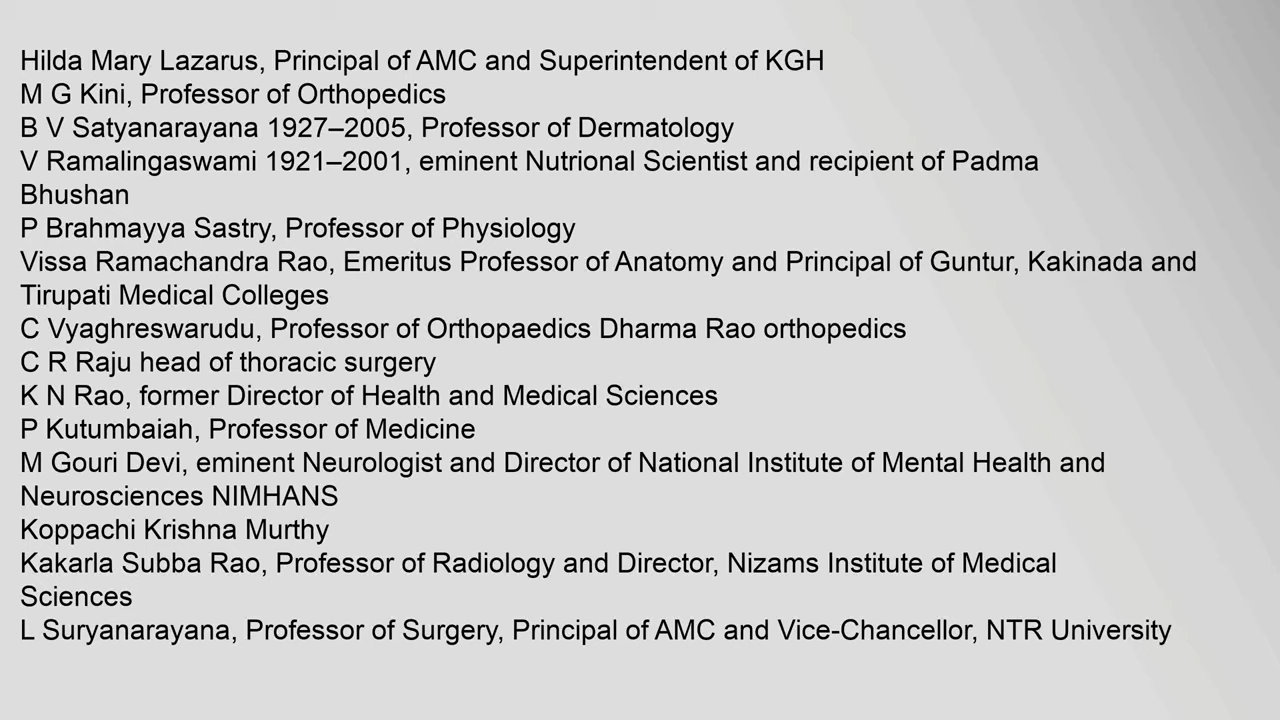 Hilda Mary Lazarus, Principal of AMC and Superintendent of KGH
M G Kini, Professor of Orthopedics
B V Satyanarayana 1927–2005, Professor of Dermatology
V Ramalingaswami 1921–2001, eminent Nutrional Scientist and recipient of Padma
Bhushan
P Brahmayya Sastry, Professor of Physiology
Vissa Ramachandra Rao, Emeritus Professor of Anatomy and Principal of Guntur, Kakinada and
Tirupati Medical Colleges
C Vyaghreswarudu, Professor of Orthopaedics Dharma Rao orthopedics
C R Raju head of thoracic surgery
K N Rao, former Director of Health and Medical Sciences
P Kutumbaiah, Professor of Medicine
M Gouri Devi, eminent Neurologist and Director of National Institute of Mental Health and
Neurosciences NIMHANS
Koppachi Krishna Murthy
Kakarla Subba Rao, Professor of Radiology and Director, Nizams Institute of Medical
Sciences
L Suryanarayana, Professor of Surgery, Principal of AMC and Vice-Chancellor, NTR University